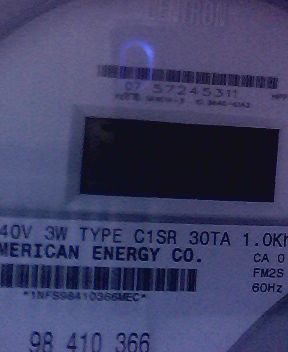 CENTRON
07 57245311
40V 3W TYPE C1SR 30TA 1.0Kh
MERICAN ENERGY CO.
CA 0
FM2S
60Hz
*1NFS98410366MEC*
98 410 366